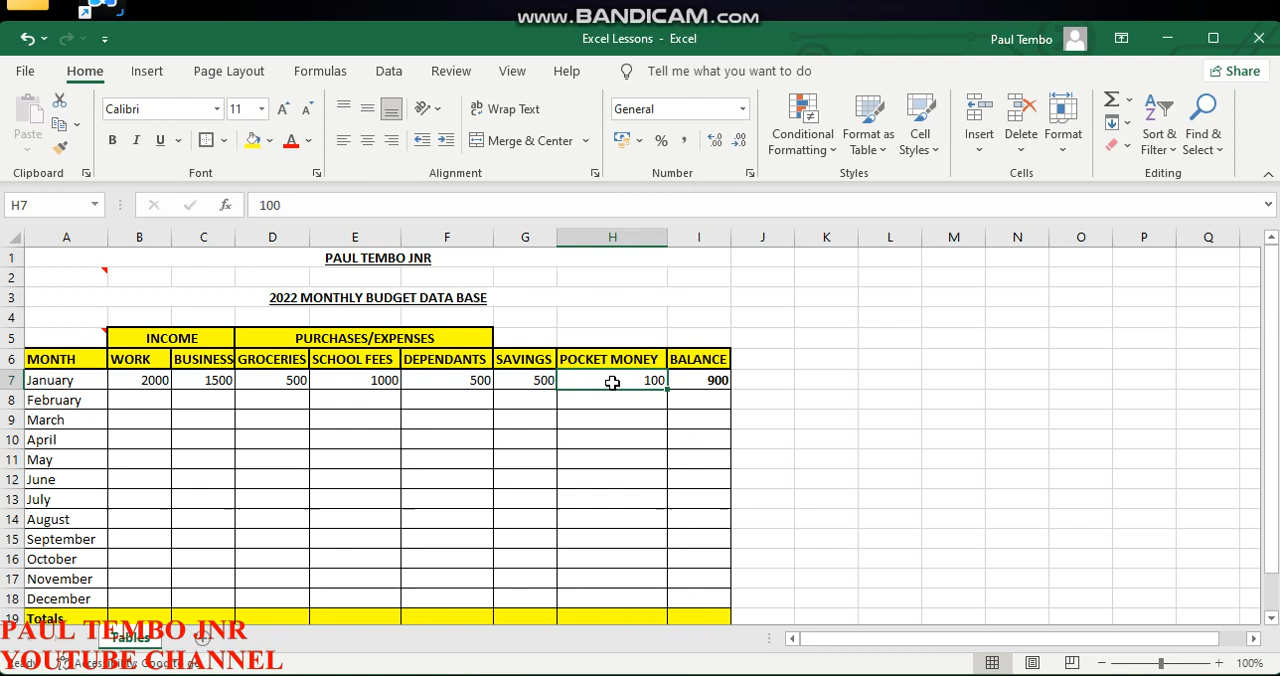 www.BANDICAM.com
Excel Lessons - Excel
Paul Tembo
File Home Insert Page Layout Formulas Data Review View Help Tell me what you want to do Share
Paste
Calibri 11
B I U A
Wrap Text
Merge & Center
General
Conditional Formatting
Format as Table
Cell Styles
Insert Delete Format
Sort & Filter
Find & Select
Clipboard Font Alignment Number Styles Cells Editing
H7 fx 100
A B C D E F G H I J K L M N O P Q
1 PAUL TEMBO JNR
2
3 2022 MONTHLY BUDGET DATA BASE
4
5 INCOME PURCHASES/EXPENSES
6 MONTH WORK BUSINESS GROCERIES SCHOOL FEES DEPENDANTS SAVINGS POCKET MONEY BALANCE
7 January 2000 1500 500 1000 500 500 100 900
8 February
9 March
10 April
11 May
12 June
13 July
14 August
15 September
16 October
17 November
18 December
19 Totals
Tables
PAUL TEMBO JNR
YOUTUBE CHANNEL
100%